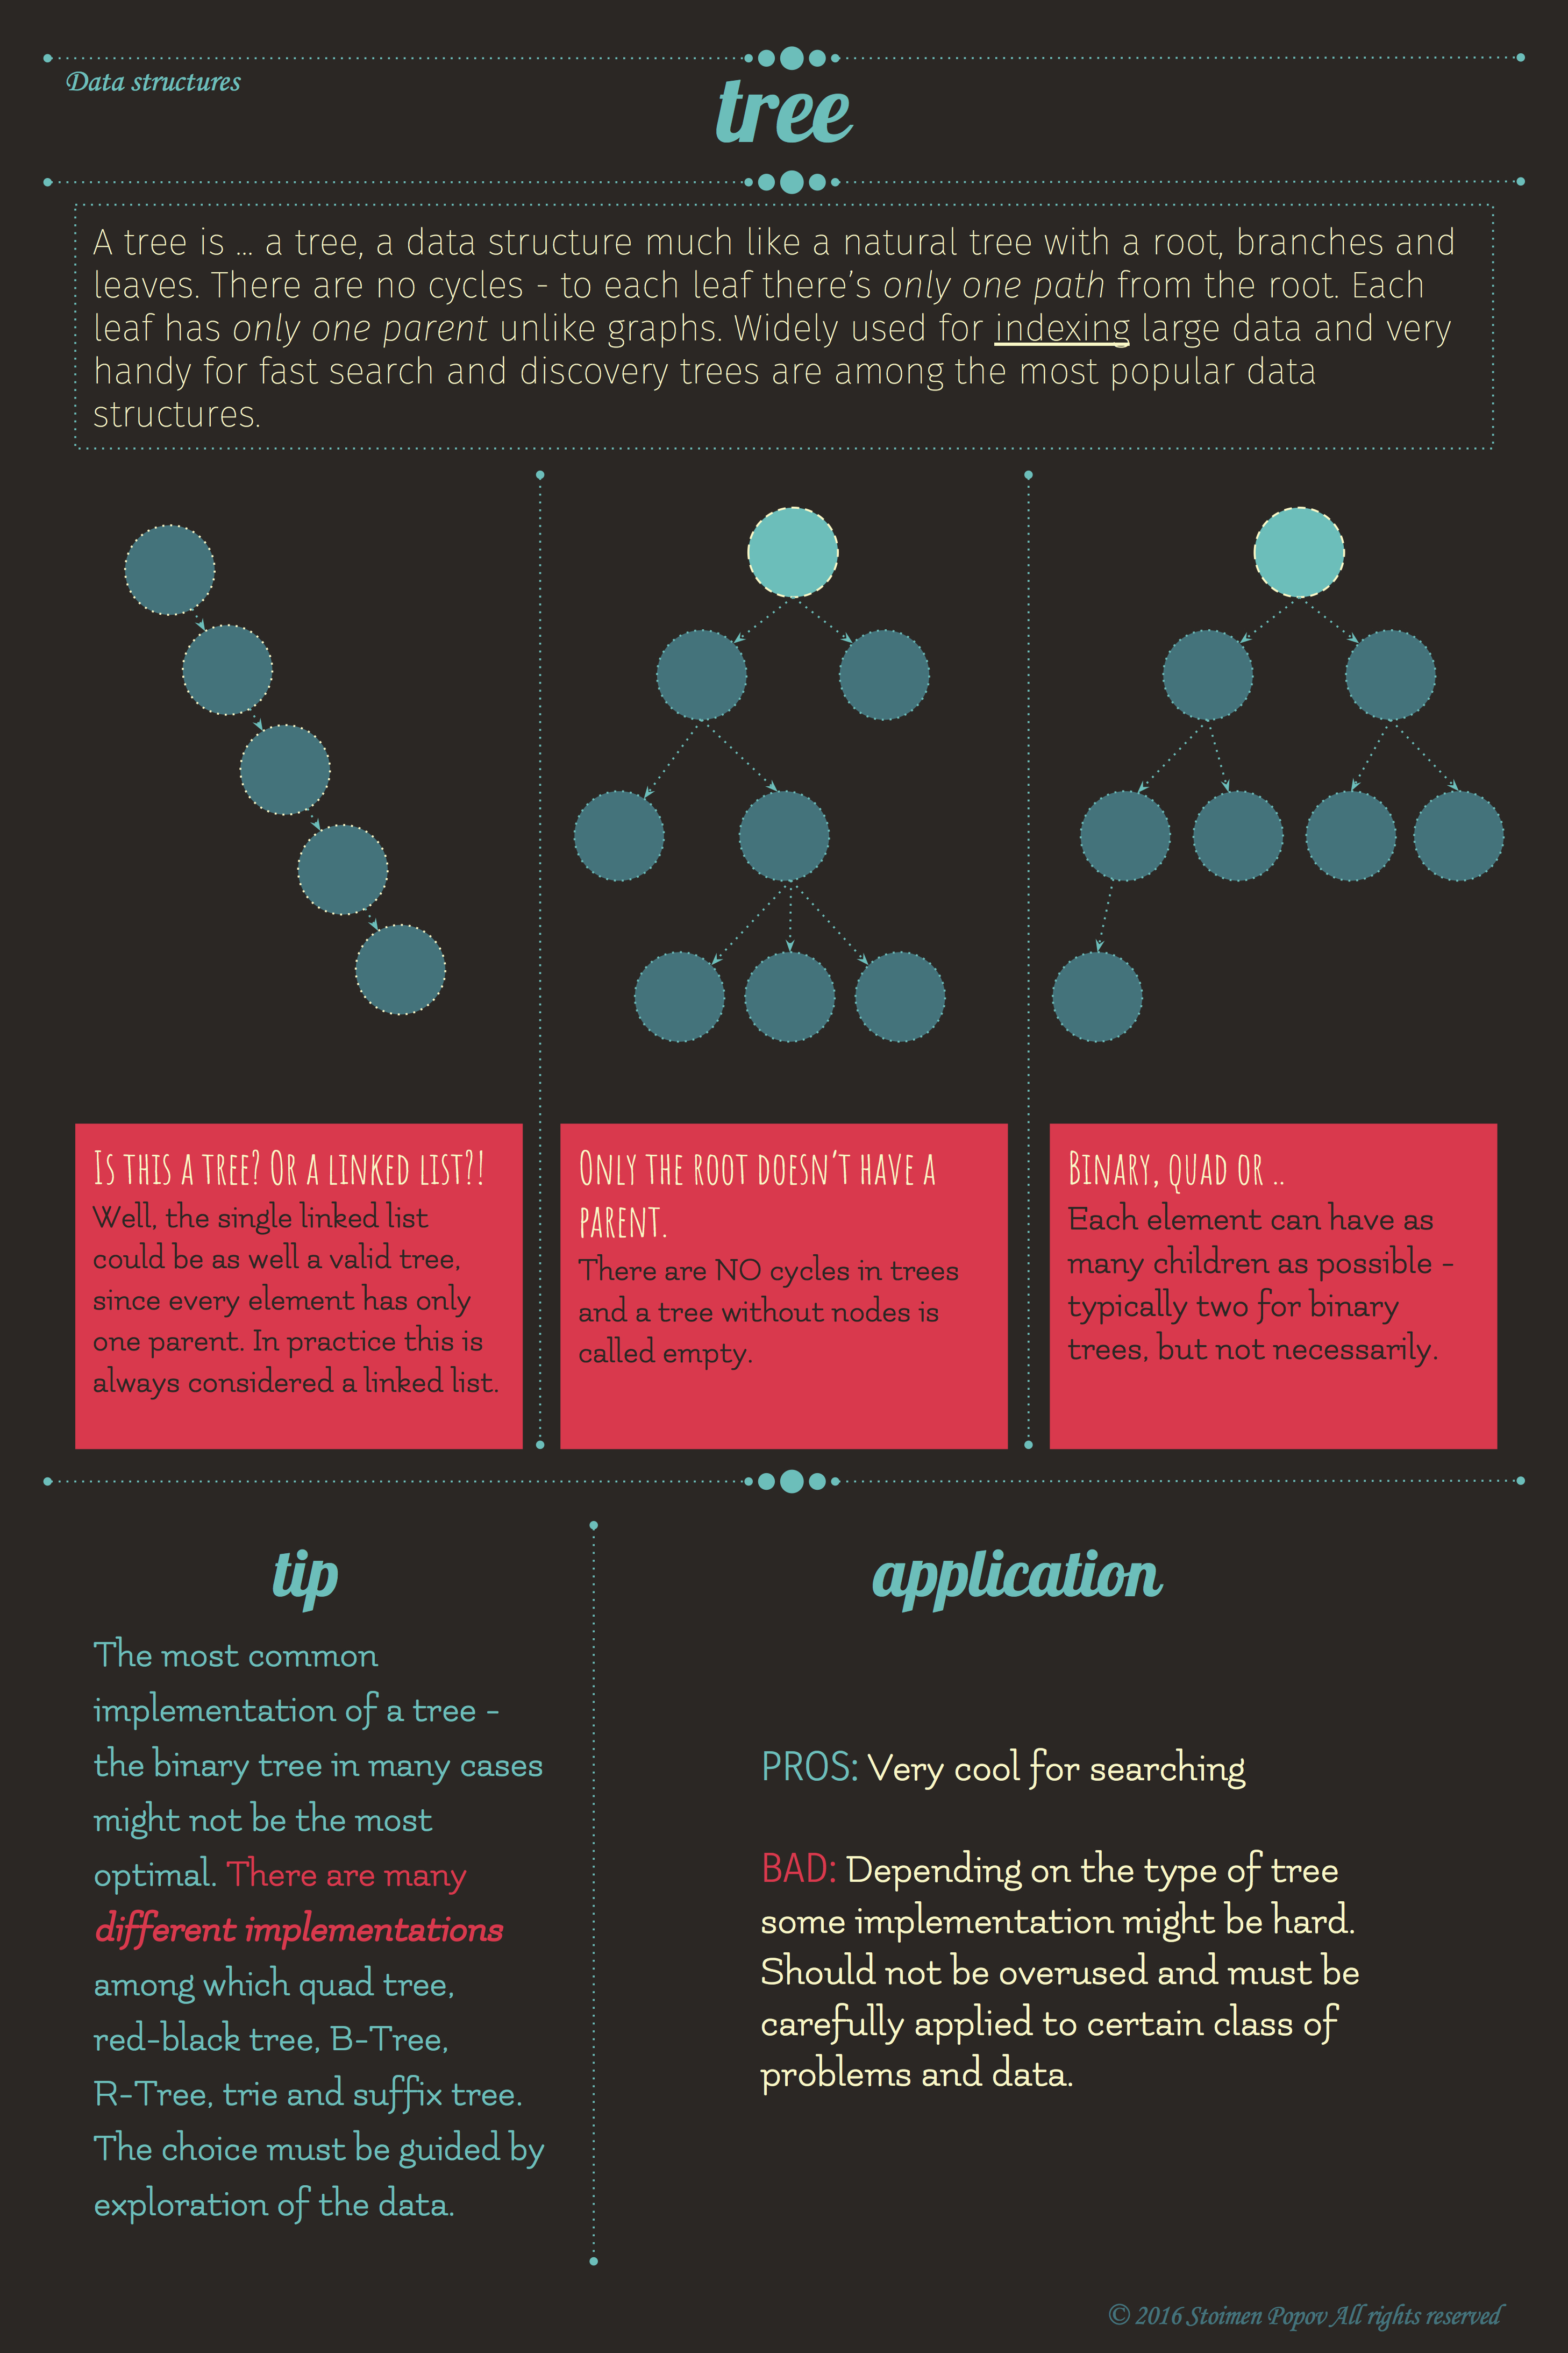 Data structures
tree
A tree is ... a tree, a data structure much like a natural tree with a root, branches and
leaves. There are no cycles - to each leaf there's only one path from the root. Each
leaf has only one parent unlike graphs. Widely used for indexing large data and very
handy for fast search and discovery trees are among the most popular data
structures.
Is this a tree? Or a linked list?!
Well, the single linked list
could be as well a valid tree,
since every element has only
one parent. In practice this is
always considered a linked list.
Only the root doesn't have a
parent.
There are NO cycles in trees
and a tree without nodes is
called empty.
Binary, quad or ..
Each element can have as
many children as possible -
typically two for binary
trees, but not necessarily.
tip
The most common
implementation of a tree -
the binary tree in many cases
might not be the most
optimal. There are many
different implementations
among which quad tree,
red-black tree, B-Tree,
R-Tree, trie and suffix tree.
The choice must be guided by
exploration of the data.
application
PROS: Very cool for searching
BAD: Depending on the type of tree
some implementation might be hard.
Should not be overused and must be
carefully applied to certain class of
problems and data.
© 2016 Stoimen Popov All rights reserved